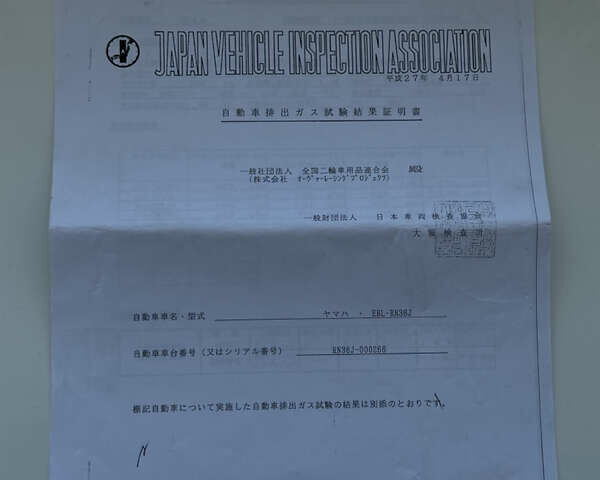 JAPAN VEHICLE INSPECTION ASSOCIATION
平成27年 4月17日
自動車排出ガス試験結果証明書
一般社団法人 全国二輪車用品連合会 殿
(株式会社 オーヴァーレーシングプロジェクツ)
一般財団法人 日本車両検査協会
大阪検査所
自動車車名・型式 ヤマハ ・ EBL-RN36J
自動車車台番号 (又はシリアル番号) RN36J-000266
標記自動車について実施した自動車排出ガス試験の結果は別添のとおりです。